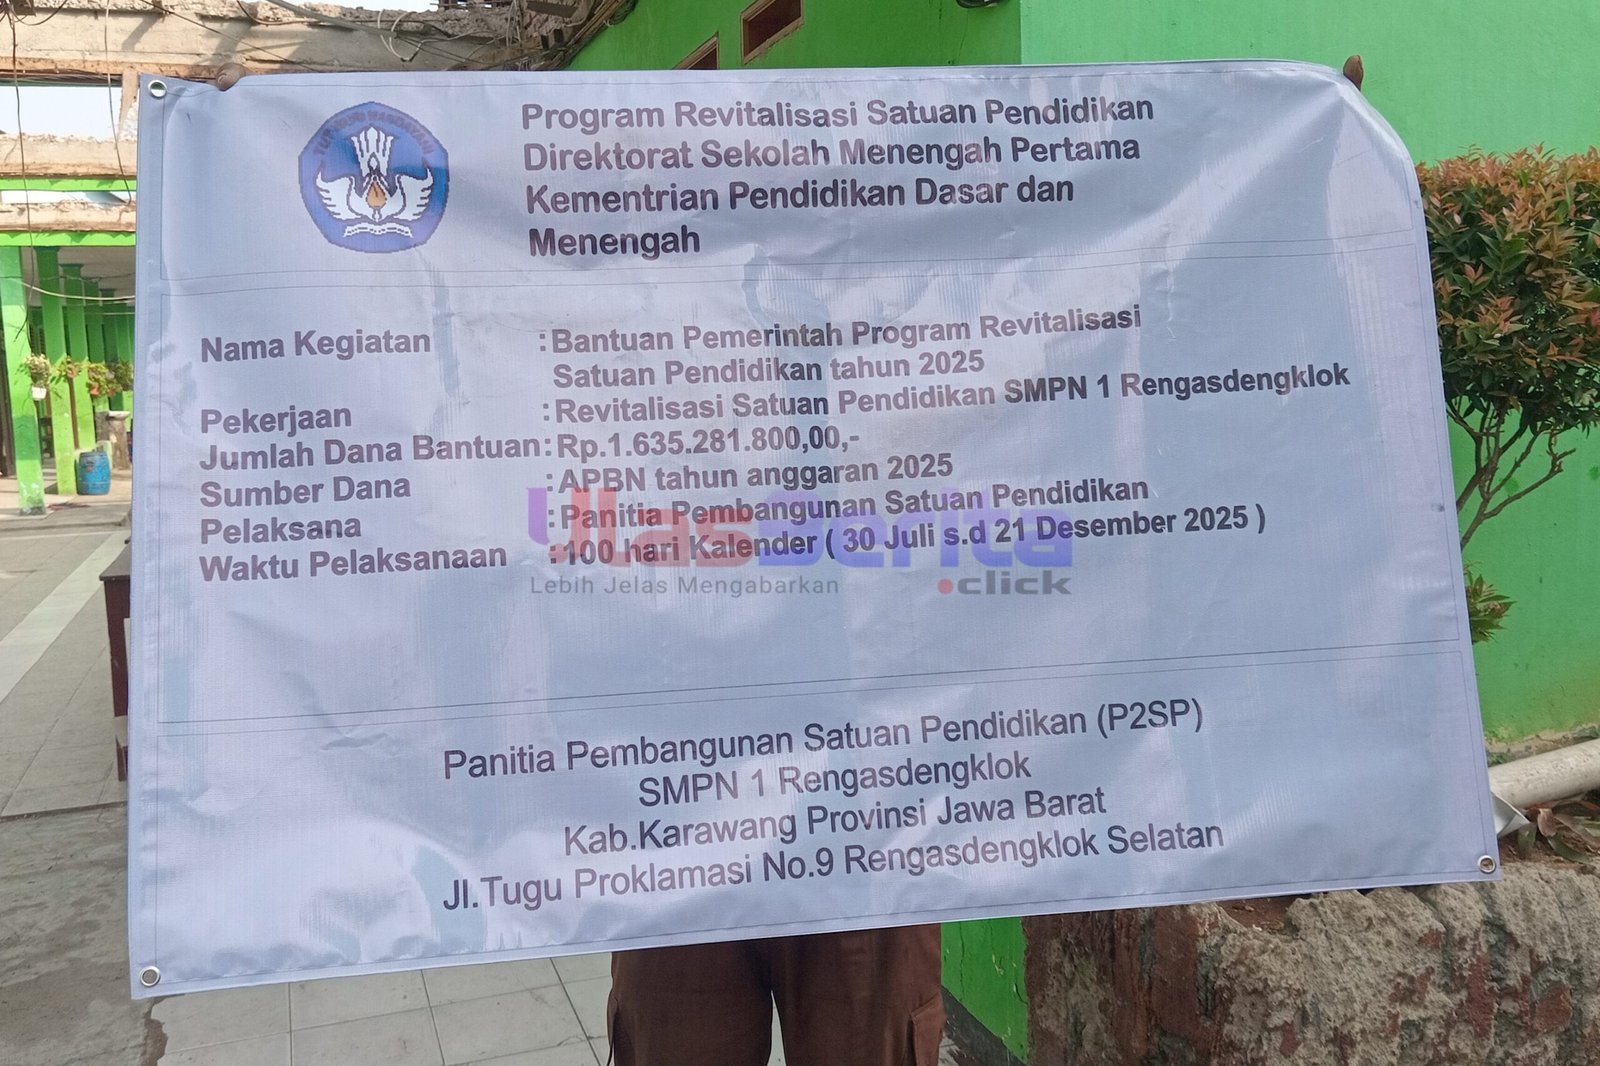 TUT WURI HANDAYANI
Program Revitalisasi Satuan Pendidikan
Direktorat Sekolah Menengah Pertama
Kementrian Pendidikan Dasar dan
Menengah
Nama Kegiatan : Bantuan Pemerintah Program Revitalisasi
Satuan Pendidikan tahun 2025
Pekerjaan : Revitalisasi Satuan Pendidikan SMPN 1 Rengasdengklok
Jumlah Dana Bantuan : Rp.1.635.281.800,00,-
Sumber Dana : APBN tahun anggaran 2025
Pelaksana : Panitia Pembangunan Satuan Pendidikan
Waktu Pelaksanaan : 100 hari Kalender ( 30 Juli s.d 21 Desember 2025 )
UlasBerita
Lebih Jelas Mengabarkan
.click
Panitia Pembangunan Satuan Pendidikan (P2SP)
SMPN 1 Rengasdengklok
Kab.Karawang Provinsi Jawa Barat
Jl.Tugu Proklamasi No.9 Rengasdengklok Selatan